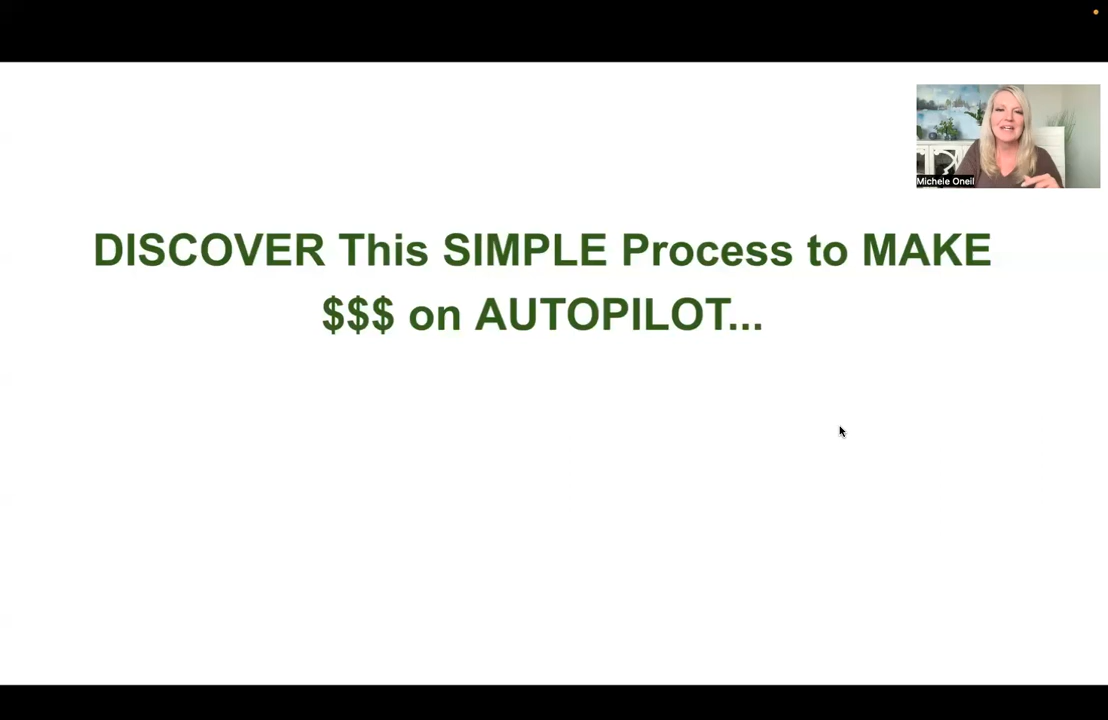 Michele Oneil
DISCOVER This SIMPLE Process to MAKE
$$$ on AUTOPILOT...